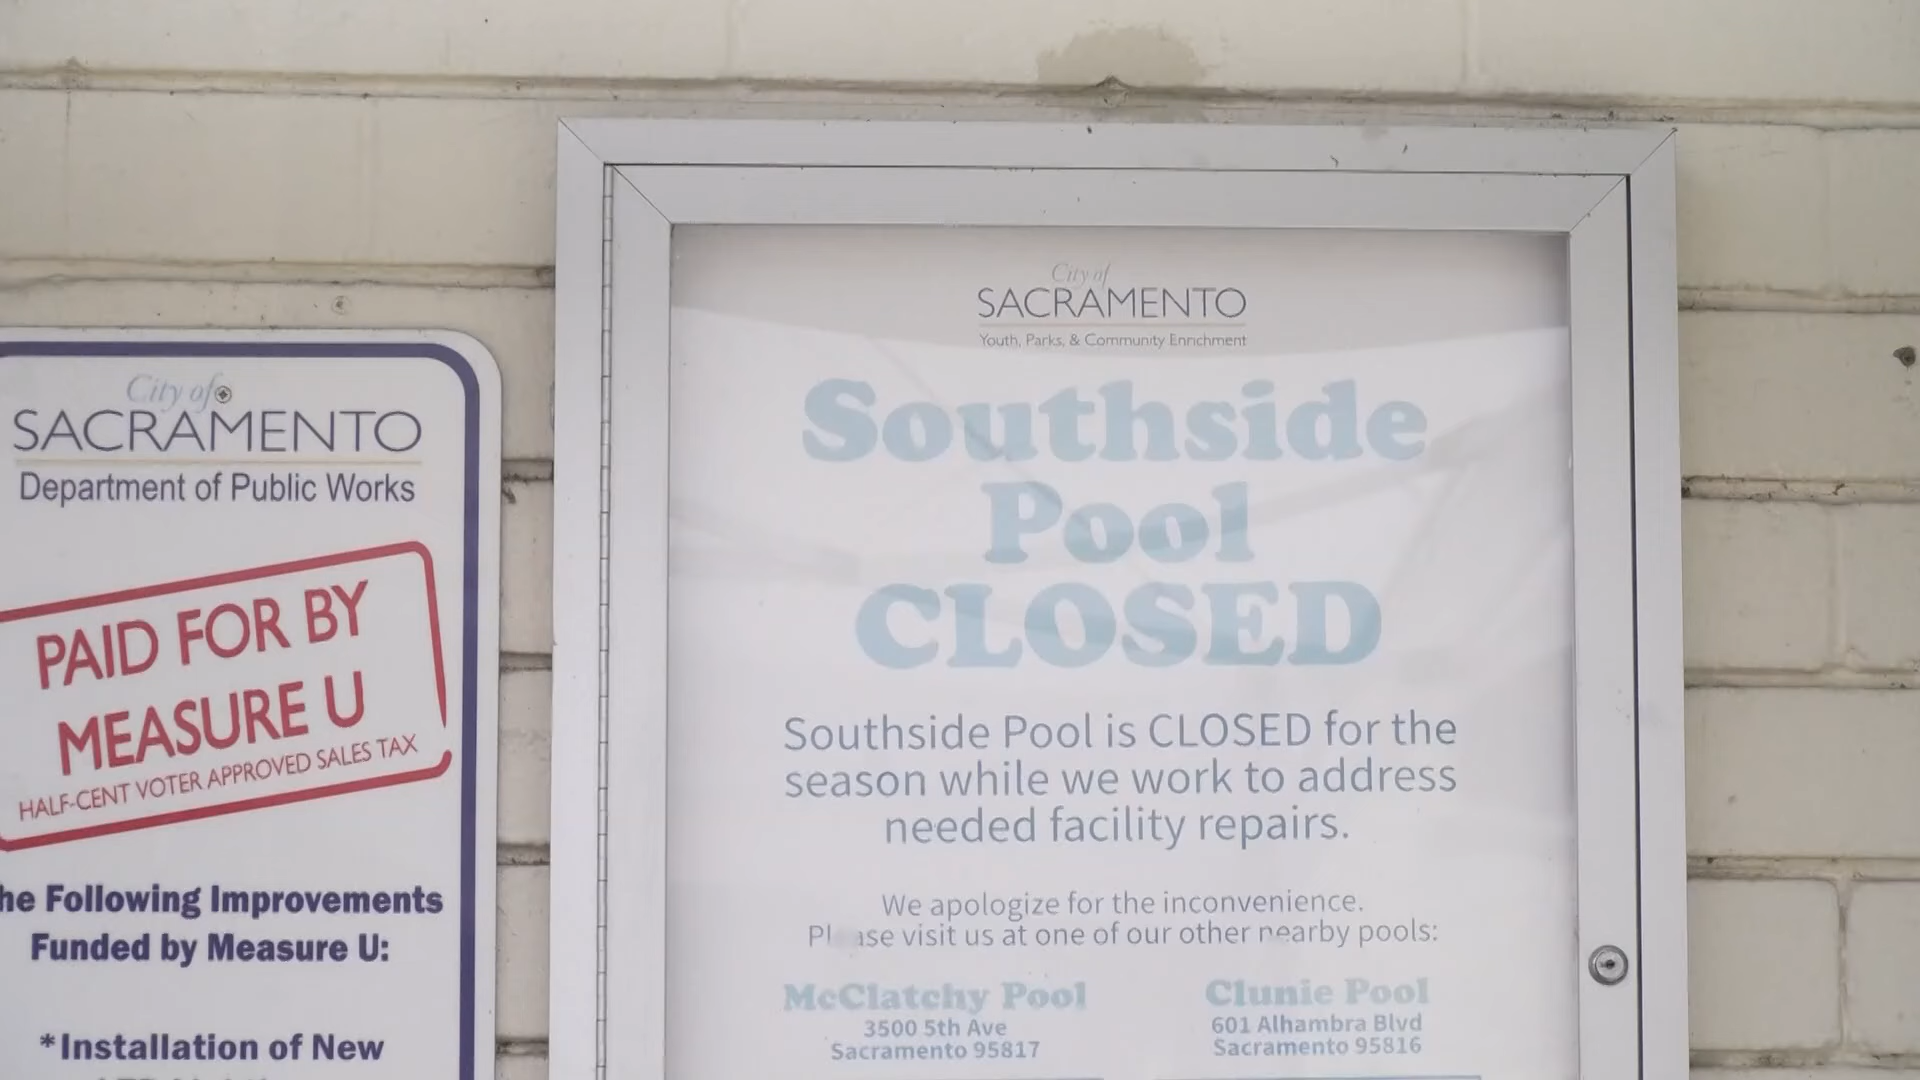 City of
SACRAMENTO
Department of Public Works
PAID FOR BY
MEASURE U
HALF-CENT VOTER APPROVED SALES TAX
he Following Improvements
Funded by Measure U:
*Installation of New
City of
SACRAMENTO
Youth, Parks, & Community Enrichment
Southside
Pool
CLOSED
Southside Pool is CLOSED for the
season while we work to address
needed facility repairs.
We apologize for the inconvenience.
Please visit us at one of our other nearby pools:
McClatchy Pool
3500 5th Ave
Sacramento 95817
Clunie Pool
601 Alhambra Blvd
Sacramento 95816